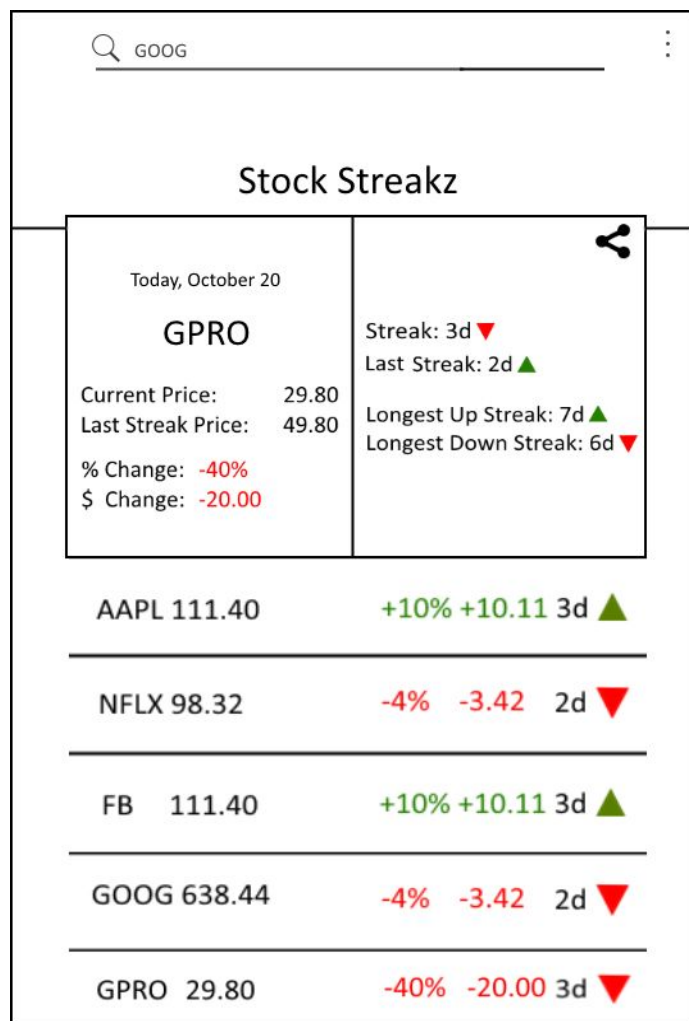 GOOG
Stock Streakz
Today, October 20
GPRO
Current Price: 29.80
Last Streak Price: 49.80
% Change: -40%
$ Change: -20.00
Streak: 3d
Last Streak: 2d
Longest Up Streak: 7d
Longest Down Streak: 6d
AAPL 111.40 +10% +10.11 3d
NFLX 98.32 -4% -3.42 2d
FB 111.40 +10% +10.11 3d
GOOG 638.44 -4% -3.42 2d
GPRO 29.80 -40% -20.00 3d